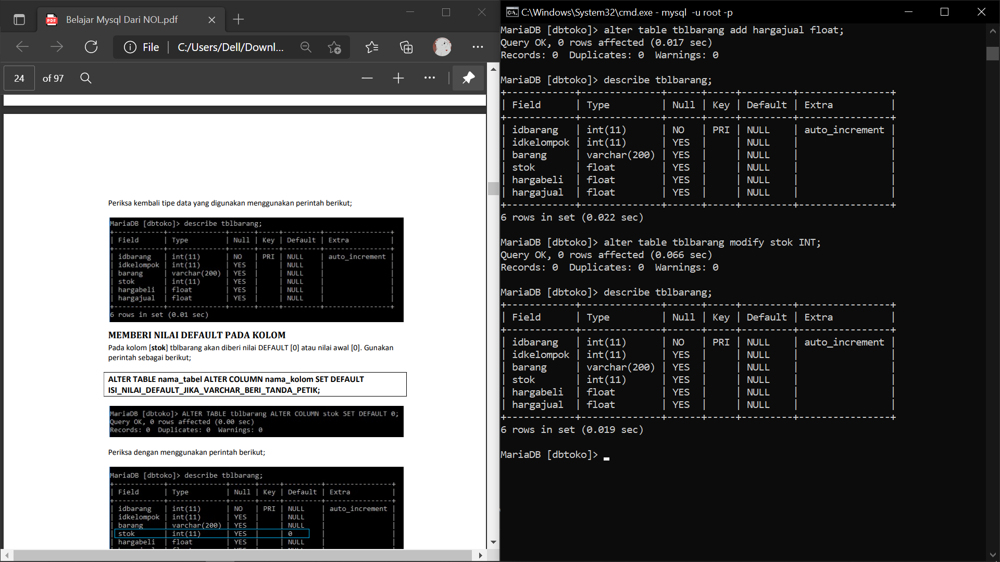 Belajar Mysql Dari NOL.pdf
File
C:/Users/Dell/Downl...
24 of 97
Periksa kembali tipe data yang digunakan menggunakan perintah berikut;
MariaDB [dbtoko]> describe tblbarang;
+------------+--------------+------+-----+---------+----------------+
| Field | Type | Null | Key | Default | Extra |
+------------+--------------+------+-----+---------+----------------+
| idbarang | int(11) | NO | PRI | NULL | auto_increment |
| idkelompok | int(11) | YES | | NULL | |
| barang | varchar(200) | YES | | NULL | |
| stok | int(11) | YES | | NULL | |
| hargabeli | float | YES | | NULL | |
| hargajual | float | YES | | NULL | |
+------------+--------------+------+-----+---------+----------------+
6 rows in set (0.01 sec)
MEMBERI NILAI DEFAULT PADA KOLOM
Pada kolom [stok] tblbarang akan diberi nilai DEFAULT [0] atau nilai awal [0]. Gunakan
perintah sebagai berikut;
ALTER TABLE nama_tabel ALTER COLUMN nama_kolom SET DEFAULT
ISI_NILAI_DEFAULT_JIKA_VARCHAR_BERI_TANDA_PETIK;
MariaDB [dbtoko]> ALTER TABLE tblbarang ALTER COLUMN stok SET DEFAULT 0;
Query OK, 0 rows affected (0.00 sec)
Records: 0 Duplicates: 0 Warnings: 0
Periksa dengan menggunakan perintah berikut;
MariaDB [dbtoko]> describe tblbarang;
+------------+--------------+------+-----+---------+----------------+
| Field | Type | Null | Key | Default | Extra |
+------------+--------------+------+-----+---------+----------------+
| idbarang | int(11) | NO | PRI | NULL | auto_increment |
| idkelompok | int(11) | YES | | NULL | |
| barang | varchar(200) | YES | | NULL | |
| stok | int(11) | YES | | 0 | |
| hargabeli | float | YES | | NULL | |
C:\Windows\System32\cmd.exe - mysql -u root -p
MariaDB [dbtoko]> alter table tblbarang add hargajual float;
Query OK, 0 rows affected (0.017 sec)
Records: 0 Duplicates: 0 Warnings: 0
MariaDB [dbtoko]> describe tblbarang;
+------------+--------------+------+-----+---------+----------------+
| Field | Type | Null | Key | Default | Extra |
+------------+--------------+------+-----+---------+----------------+
| idbarang | int(11) | NO | PRI | NULL | auto_increment |
| idkelompok | int(11) | YES | | NULL | |
| barang | varchar(200) | YES | | NULL | |
| stok | float | YES | | NULL | |
| hargabeli | float | YES | | NULL | |
| hargajual | float | YES | | NULL | |
+------------+--------------+------+-----+---------+----------------+
6 rows in set (0.022 sec)
MariaDB [dbtoko]> alter table tblbarang modify stok INT;
Query OK, 0 rows affected (0.066 sec)
Records: 0 Duplicates: 0 Warnings: 0
MariaDB [dbtoko]> describe tblbarang;
+------------+--------------+------+-----+---------+----------------+
| Field | Type | Null | Key | Default | Extra |
+------------+--------------+------+-----+---------+----------------+
| idbarang | int(11) | NO | PRI | NULL | auto_increment |
| idkelompok | int(11) | YES | | NULL | |
| barang | varchar(200) | YES | | NULL | |
| stok | int(11) | YES | | NULL | |
| hargabeli | float | YES | | NULL | |
| hargajual | float | YES | | NULL | |
+------------+--------------+------+-----+---------+----------------+
6 rows in set (0.019 sec)
MariaDB [dbtoko]> _